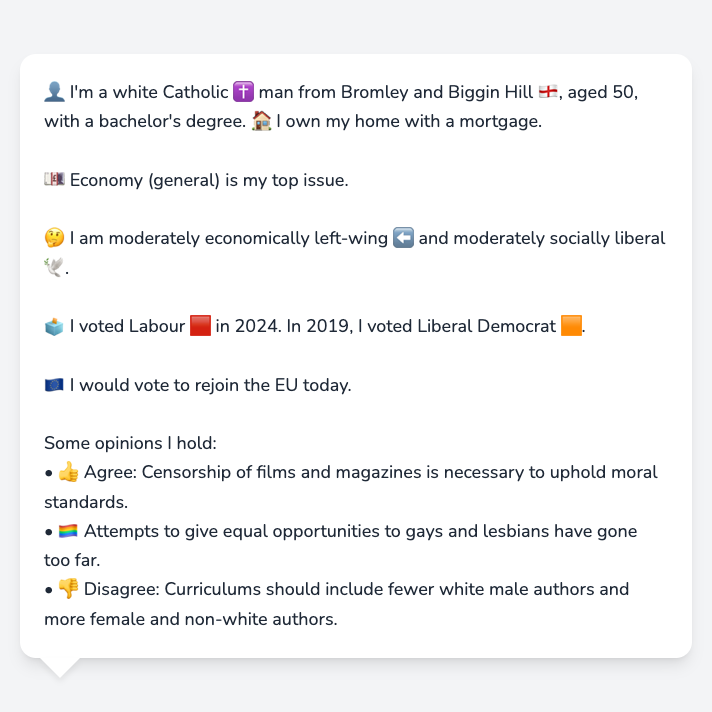 👤 I'm a white Catholic ✝️ man from Bromley and Biggin Hill 🏴󠁧󠁢󠁥󠁮󠁧󠁿, aged 50,
with a bachelor's degree. 🏠 I own my home with a mortgage.
💷 Economy (general) is my top issue.
🤔 I am moderately economically left-wing ⬅️ and moderately socially liberal
🕊️.
🗳️ I voted Labour 🟥 in 2024. In 2019, I voted Liberal Democrat 🟧.
🇪🇺 I would vote to rejoin the EU today.
Some opinions I hold:
• 👍 Agree: Censorship of films and magazines is necessary to uphold moral
standards.
• 🏳️‍🌈 Attempts to give equal opportunities to gays and lesbians have gone
too far.
• 👎 Disagree: Curriculums should include fewer white male authors and
more female and non-white authors.